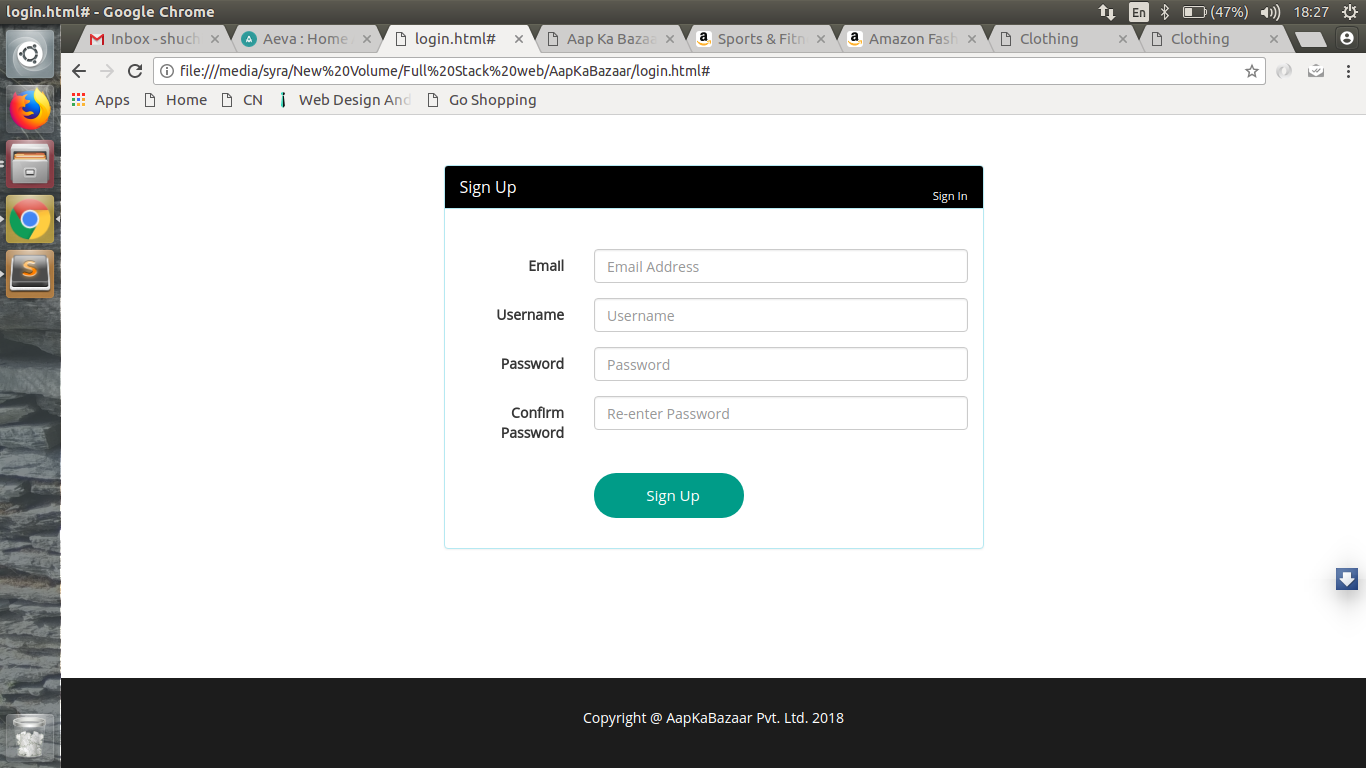 login.html# - Google Chrome
En
(47%)
18:27
Inbox - shuch
Aeva : Home
login.html#
Aap Ka Bazaa
Sports & Fitn
Amazon Fash
Clothing
Clothing
file:///media/syra/New%20Volume/Full%20Stack%20web/AapKaBazaar/login.html#
Apps
Home
CN
Web Design And
Go Shopping
Sign Up
Sign In
Email
Email Address
Username
Username
Password
Password
Confirm
Password
Re-enter Password
Sign Up
Copyright @ AapKaBazaar Pvt. Ltd. 2018